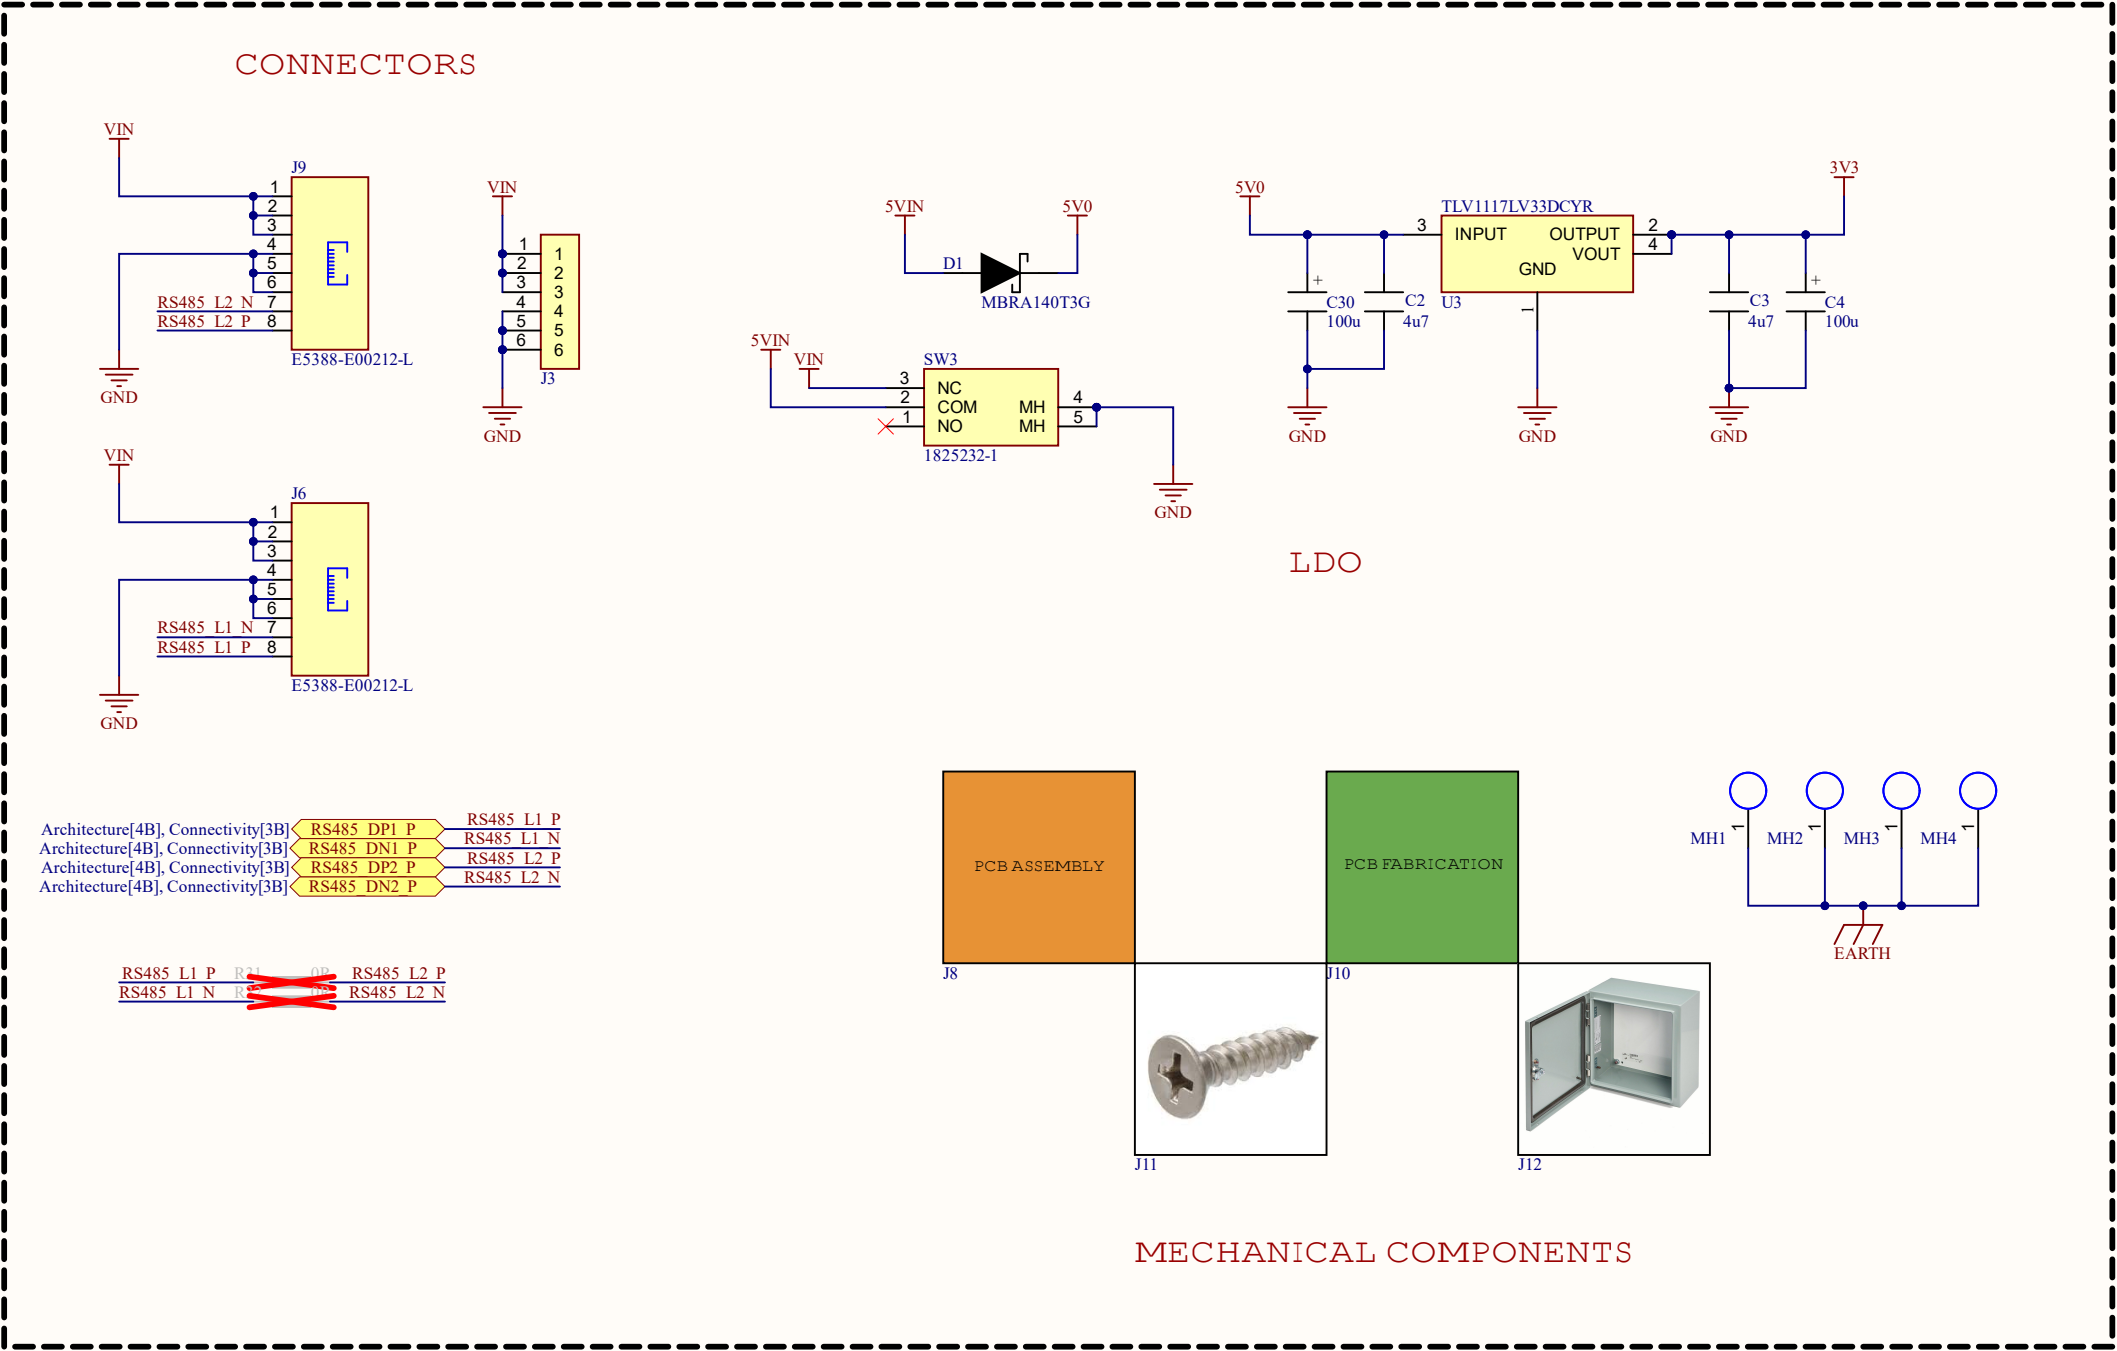 CONNECTORS
VIN
J9
1
2
3
4
5
6
RS485_L2_N 7
RS485_L2_P 8
E5388-E00212-L
GND
VIN
1 1
2 2
3 3
4 4
5 5
6 6
J3
GND
VIN
J6
1
2
3
4
5
6
RS485_L1_N 7
RS485_L1_P 8
E5388-E00212-L
GND
5VIN
5V0
D1
MBRA140T3G
5VIN
VIN
SW3
3 NC
2 COM MH 4
1 NO MH 5
1825232-1
GND
5V0
TLV1117LV33DCYR
3 INPUT OUTPUT 2
VOUT 4
GND
U3
1
+
C30
100u
C2
4u7
3V3
C3
4u7
+
C4
100u
GND
GND
GND
LDO
Architecture[4B], Connectivity[3B] RS485_DP1_P RS485_L1_P
Architecture[4B], Connectivity[3B] RS485_DN1_P RS485_L1_N
Architecture[4B], Connectivity[3B] RS485_DP2_P RS485_L2_P
Architecture[4B], Connectivity[3B] RS485_DN2_P RS485_L2_N
RS485_L1_P RS485_L2_P
RS485_L1_N RS485_L2_N
PCB ASSEMBLY
J8
PCB FABRICATION
J10
J11
J12
MH1 1
MH2 1
MH3 1
MH4 1
EARTH
MECHANICAL COMPONENTS